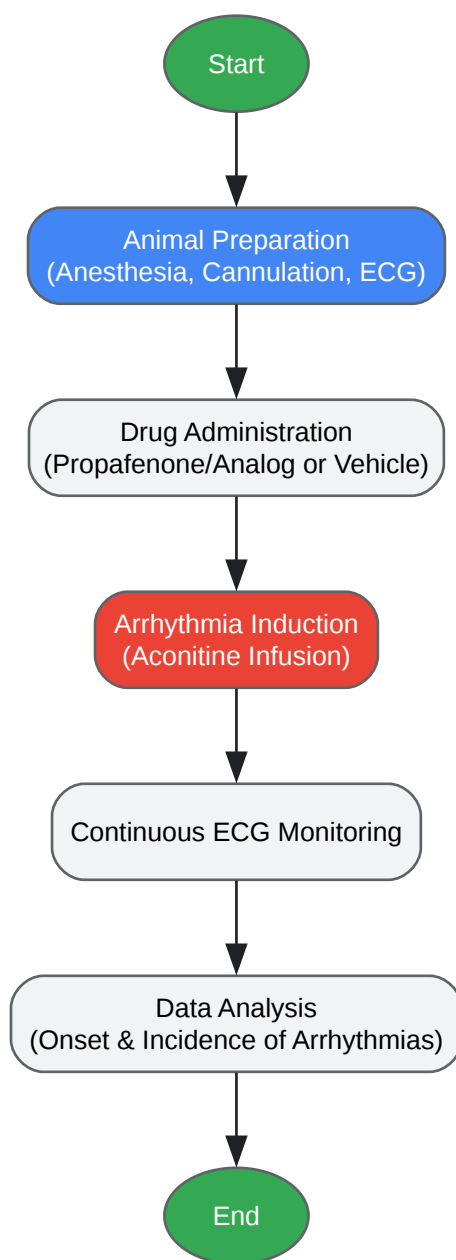 Start
Animal Preparation
(Anesthesia, Cannulation, ECG)
Drug Administration
(Propafenone/Analog or Vehicle)
Arrhythmia Induction
(Aconitine Infusion)
Continuous ECG Monitoring
Data Analysis
(Onset & Incidence of Arrhythmias)
End